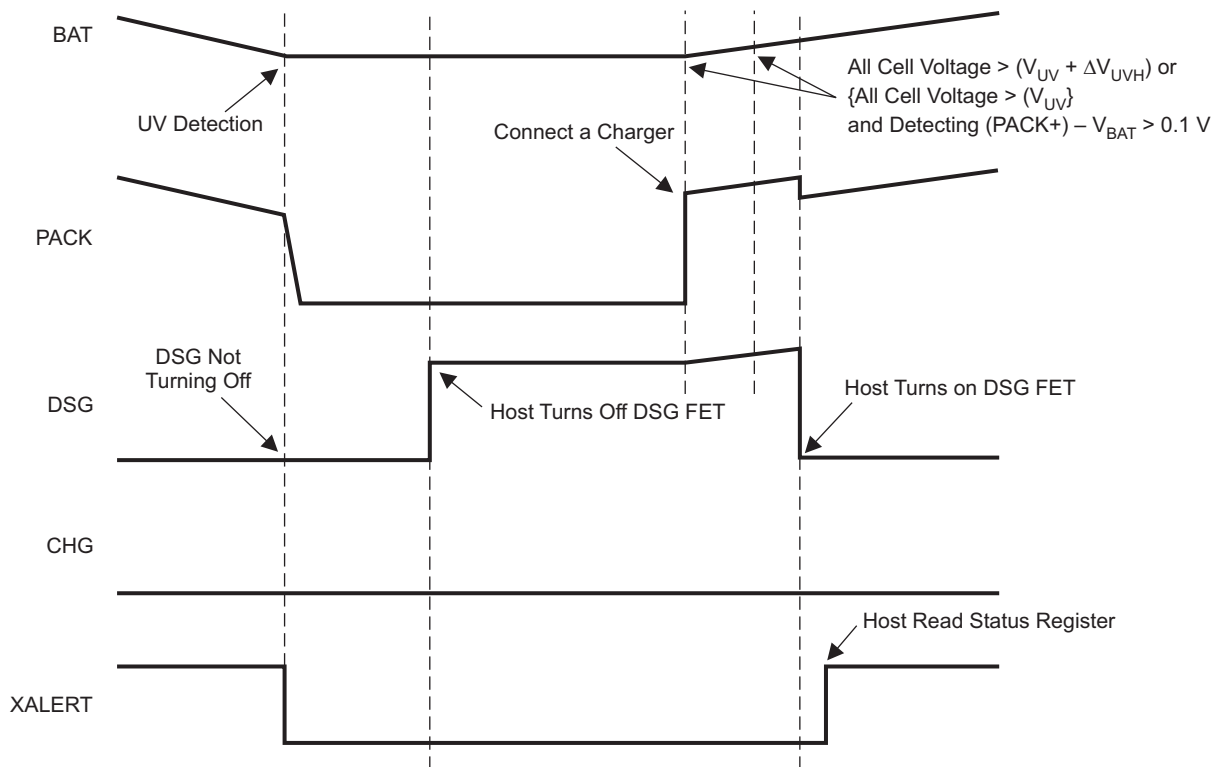 BAT
UV Detection
All Cell Voltage > (V_UV + ΔV_UVH) or
{All Cell Voltage > (V_UV}
and Detecting (PACK+) – V_BAT > 0.1 V
Connect a Charger
PACK
DSG Not
Turning Off
DSG
Host Turns Off DSG FET
Host Turns on DSG FET
CHG
Host Read Status Register
XALERT